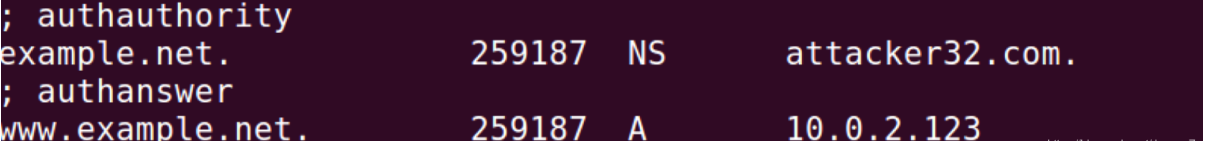 ; authauthority
example.net. 259187 NS attacker32.com.
; authanswer
www.example.net. 259187 A 10.0.2.123